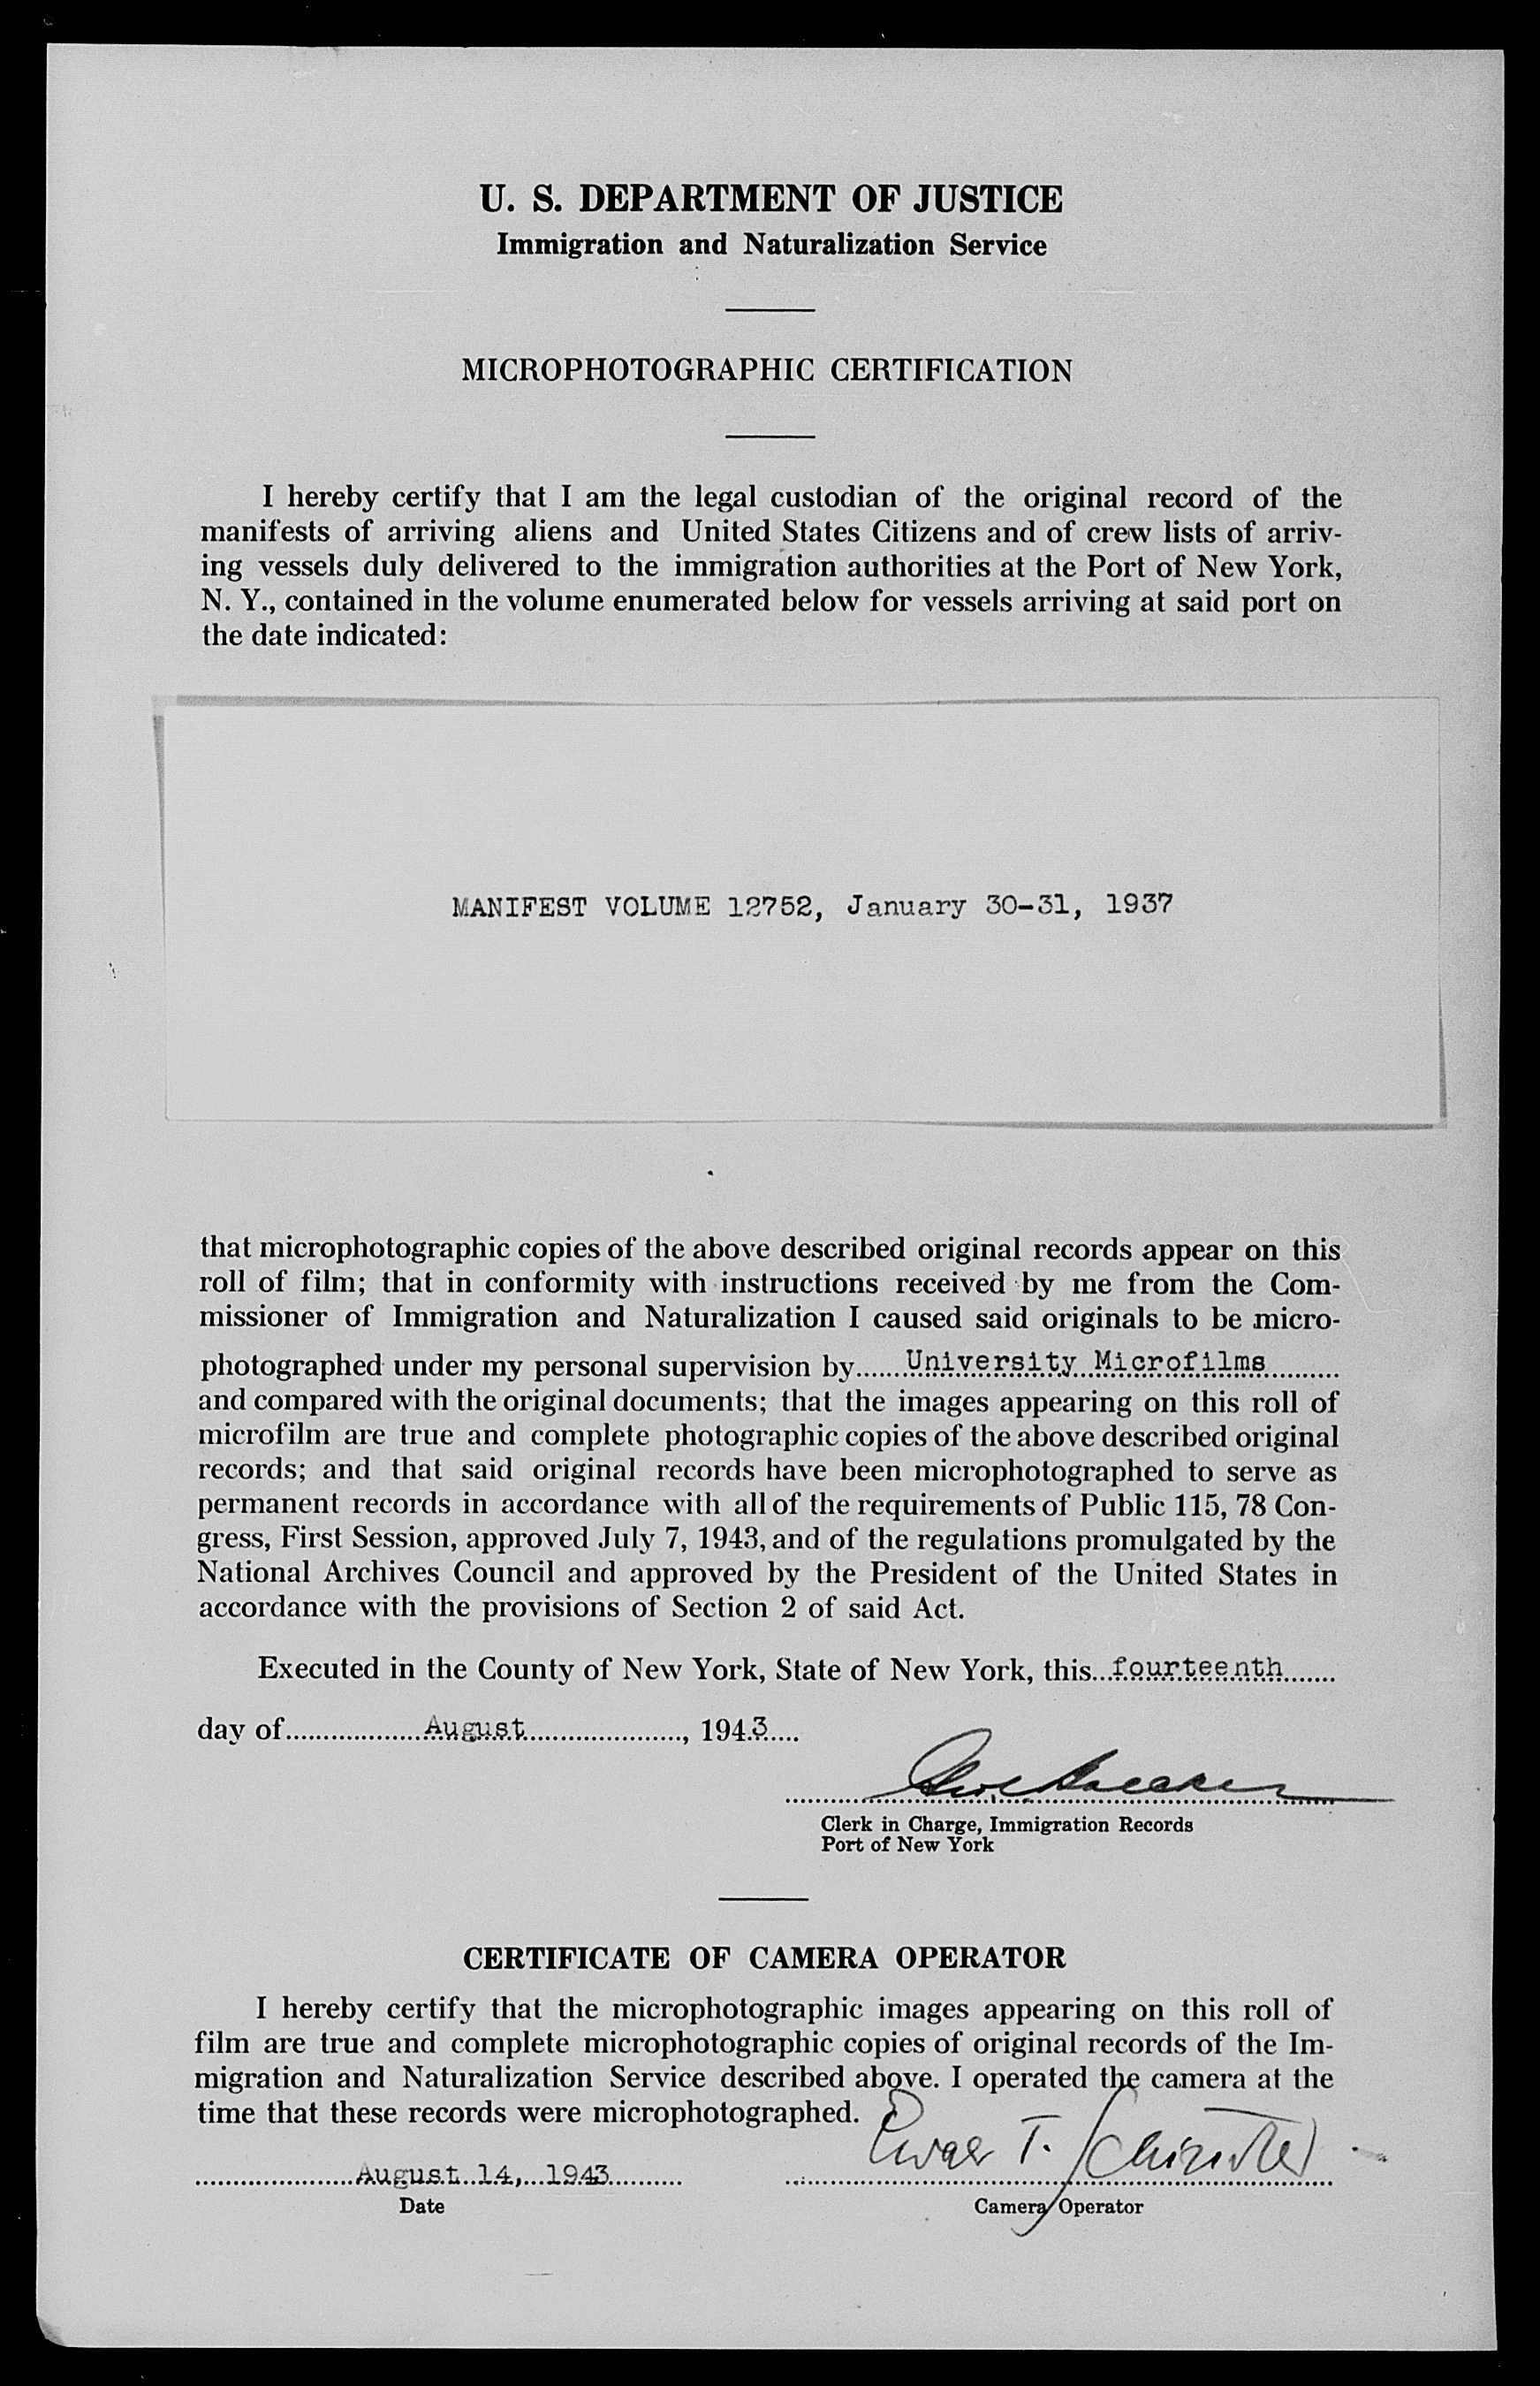 U. S. DEPARTMENT OF JUSTICE
Immigration and Naturalization Service
MICROPHOTOGRAPHIC CERTIFICATION
I hereby certify that I am the legal custodian of the original record of the
manifests of arriving aliens and United States Citizens and of crew lists of arriv-
ing vessels duly delivered to the immigration authorities at the Port of New York,
N. Y., contained in the volume enumerated below for vessels arriving at said port on
the date indicated:
MANIFEST VOLUME 12752, January 30-31, 1937
that microphotographic copies of the above described original records appear on this
roll of film; that in conformity with instructions received by me from the Com-
missioner of Immigration and Naturalization I caused said originals to be micro-
photographed under my personal supervision by University Microfilms
and compared with the original documents; that the images appearing on this roll of
microfilm are true and complete photographic copies of the above described original
records; and that said original records have been microphotographed to serve as
permanent records in accordance with all of the requirements of Public 115, 78 Con-
gress, First Session, approved July 7, 1943, and of the regulations promulgated by the
National Archives Council and approved by the President of the United States in
accordance with the provisions of Section 2 of said Act.
Executed in the County of New York, State of New York, this fourteenth
day of August, 1943
Clerk in Charge, Immigration Records
Port of New York
CERTIFICATE OF CAMERA OPERATOR
I hereby certify that the microphotographic images appearing on this roll of
film are true and complete microphotographic copies of original records of the Im-
migration and Naturalization Service described above. I operated the camera at the
time that these records were microphotographed.
T.
August 14, 1943
Date
Camera Operator